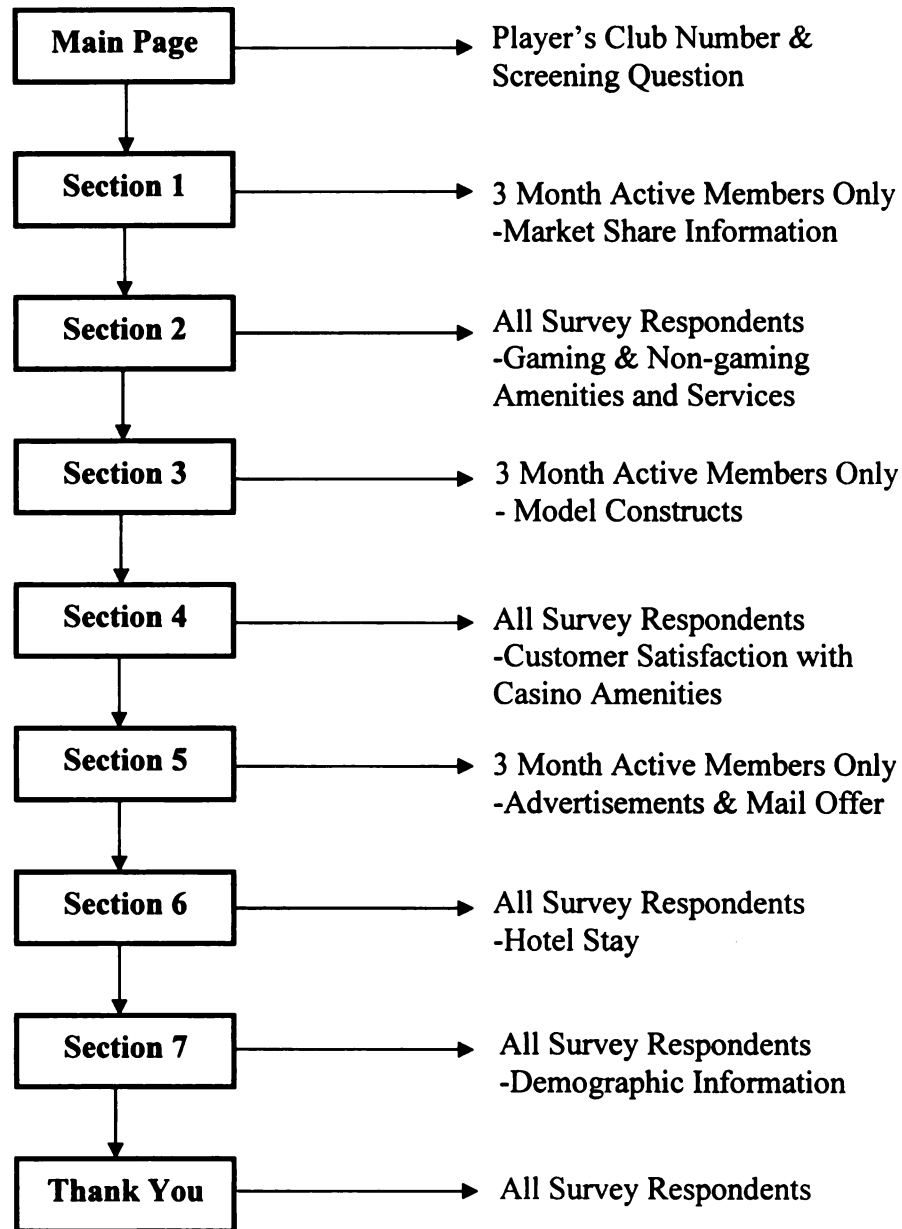 Main Page
Player's Club Number &
Screening Question
Section 1
3 Month Active Members Only
-Market Share Information
Section 2
All Survey Respondents
-Gaming & Non-gaming
Amenities and Services
Section 3
3 Month Active Members Only
- Model Constructs
Section 4
All Survey Respondents
-Customer Satisfaction with
Casino Amenities
Section 5
3 Month Active Members Only
-Advertisements & Mail Offer
Section 6
All Survey Respondents
-Hotel Stay
Section 7
All Survey Respondents
-Demographic Information
Thank You
All Survey Respondents